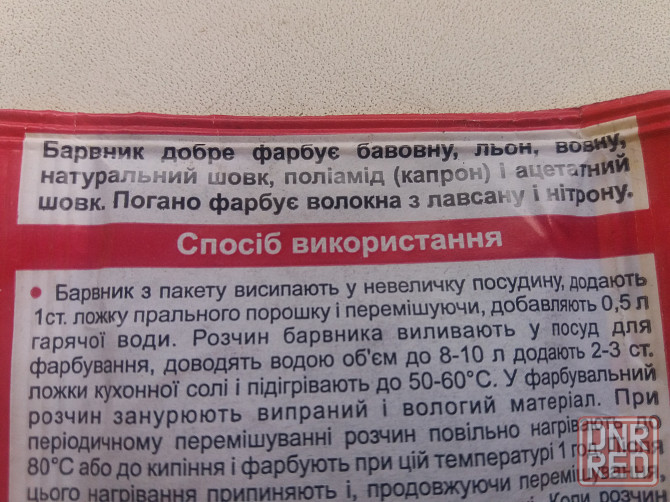 Барвник добре фарбує бавовну, льон, вовну,
натуральний шовк, поліамід (капрон) і ацетатний
шовк. Погано фарбує волокна з лавсану і нітрону.
Спосіб використання
• Барвник з пакету висипають у невеличку посудину, додають
1ст. ложку прального порошку і перемішуючи, добавляють 0,5 л
гарячої води. Розчин барвника виливають у посуд для
фарбування, доводять водою об'єм до 8-10 л додають 2-3 ст.
ложки кухонної солі і підігрівають до 50-60°С. У фарбувальний
розчин занурюють випраний і вологий матеріал. При
періодичному перемішуванні розчин повільно нагрівають до
80°С або до кипіння і фарбують при цій температурі 1 год.
цього нагрівання припиняють і, продовжуючи перемішування
DNR
RED